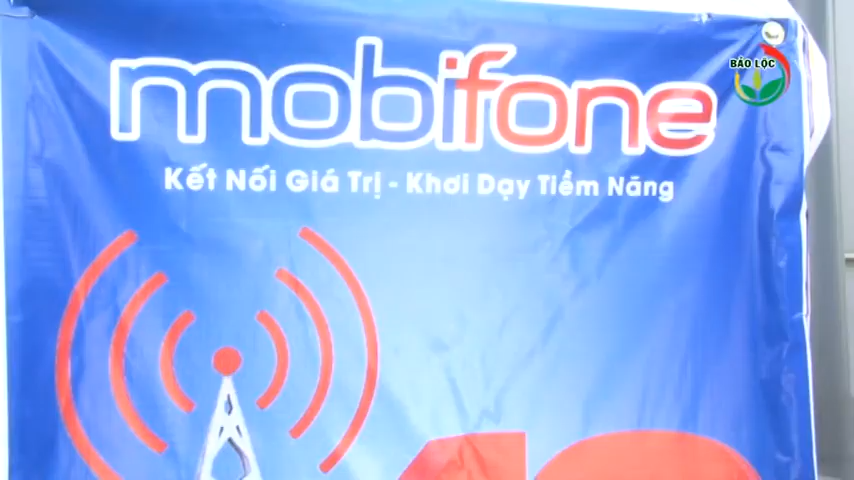 BẢO LỘC
mobifone
Kết Nối Giá Trị - Khơi Dạy Tiềm Năng